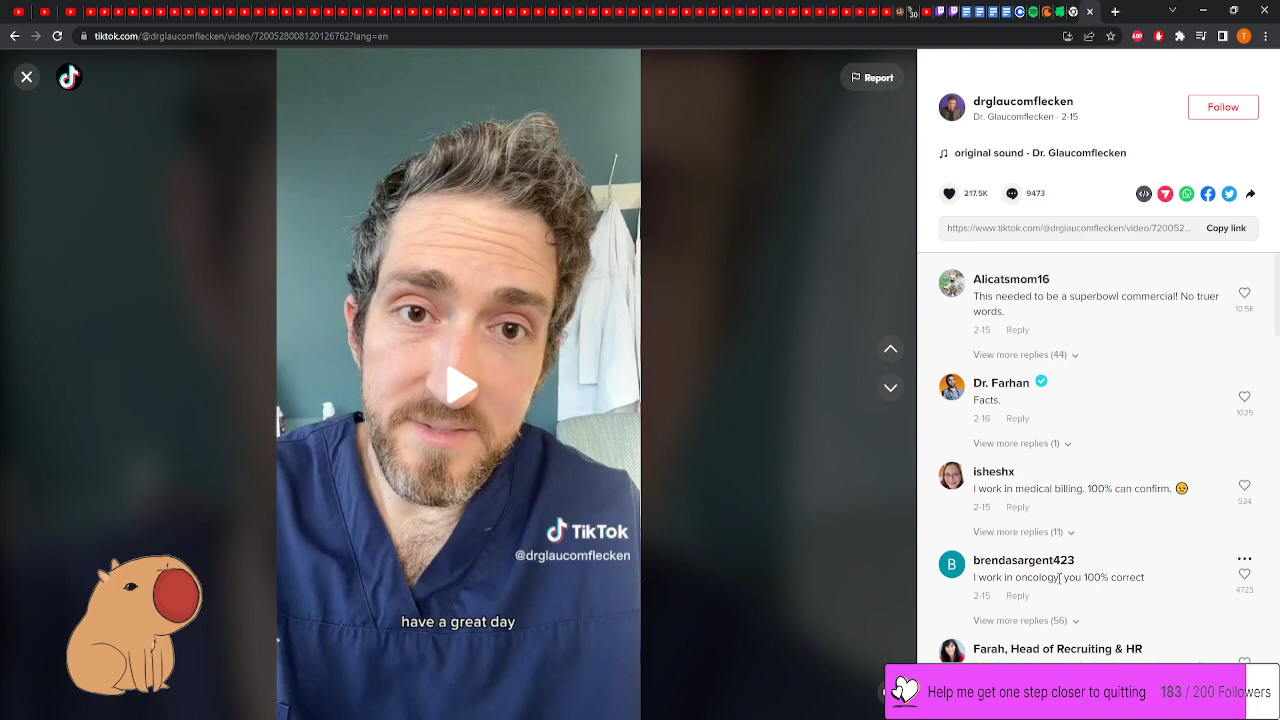 tiktok.com/@drglaucomflecken/video/7200528008120126762?lang=en
Report
TikTok
@drglaucomflecken
have a great day
drglaucomflecken
Dr. Glaucomflecken · 2-15
Follow
original sound - Dr. Glaucomflecken
217.5K
9473
https://www.tiktok.com/@drglaucomflecken/video/720052...
Copy link
Alicatsmom16
This needed to be a superbowl commercial! No truer
words.
10.5K
2-15 Reply
View more replies (44)
Dr. Farhan
Facts.
1025
2-16 Reply
View more replies (1)
isheshx
I work in medical billing. 100% can confirm. 😉
534
2-15 Reply
View more replies (11)
B
brendasargent423
I work in oncology you 100% correct
4723
2-15 Reply
View more replies (56)
Farah, Head of Recruiting & HR
Help me get one step closer to quitting 183 / 200 Followers